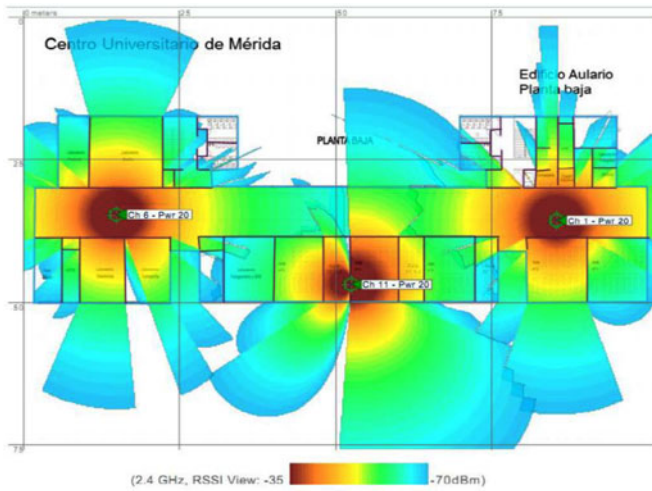 0 meters
25
50
75
0
Centro Universitario de Mérida
Edificio Aulario
Planta baja
PLANTA BAJA
25
Ch 6 - Pwr 20
Ch 1 - Pwr 20
Ch 11 - Pwr 20
50
75
(2.4 GHz, RSSI View: -35 -70dBm)